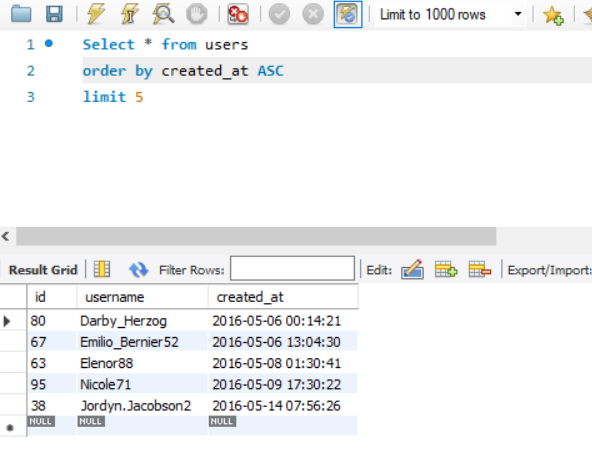 Limit to 1000 rows
1 Select * from users
2 order by created_at ASC
3 limit 5
Result Grid Filter Rows: Edit: Export/Import:
id username created_at
80 Darby_Herzog 2016-05-06 00:14:21
67 Emilio_Bernier52 2016-05-06 13:04:30
63 Elenor88 2016-05-08 01:30:41
95 Nicole71 2016-05-09 17:30:22
38 Jordyn.Jacobson2 2016-05-14 07:56:26
NULL NULL NULL